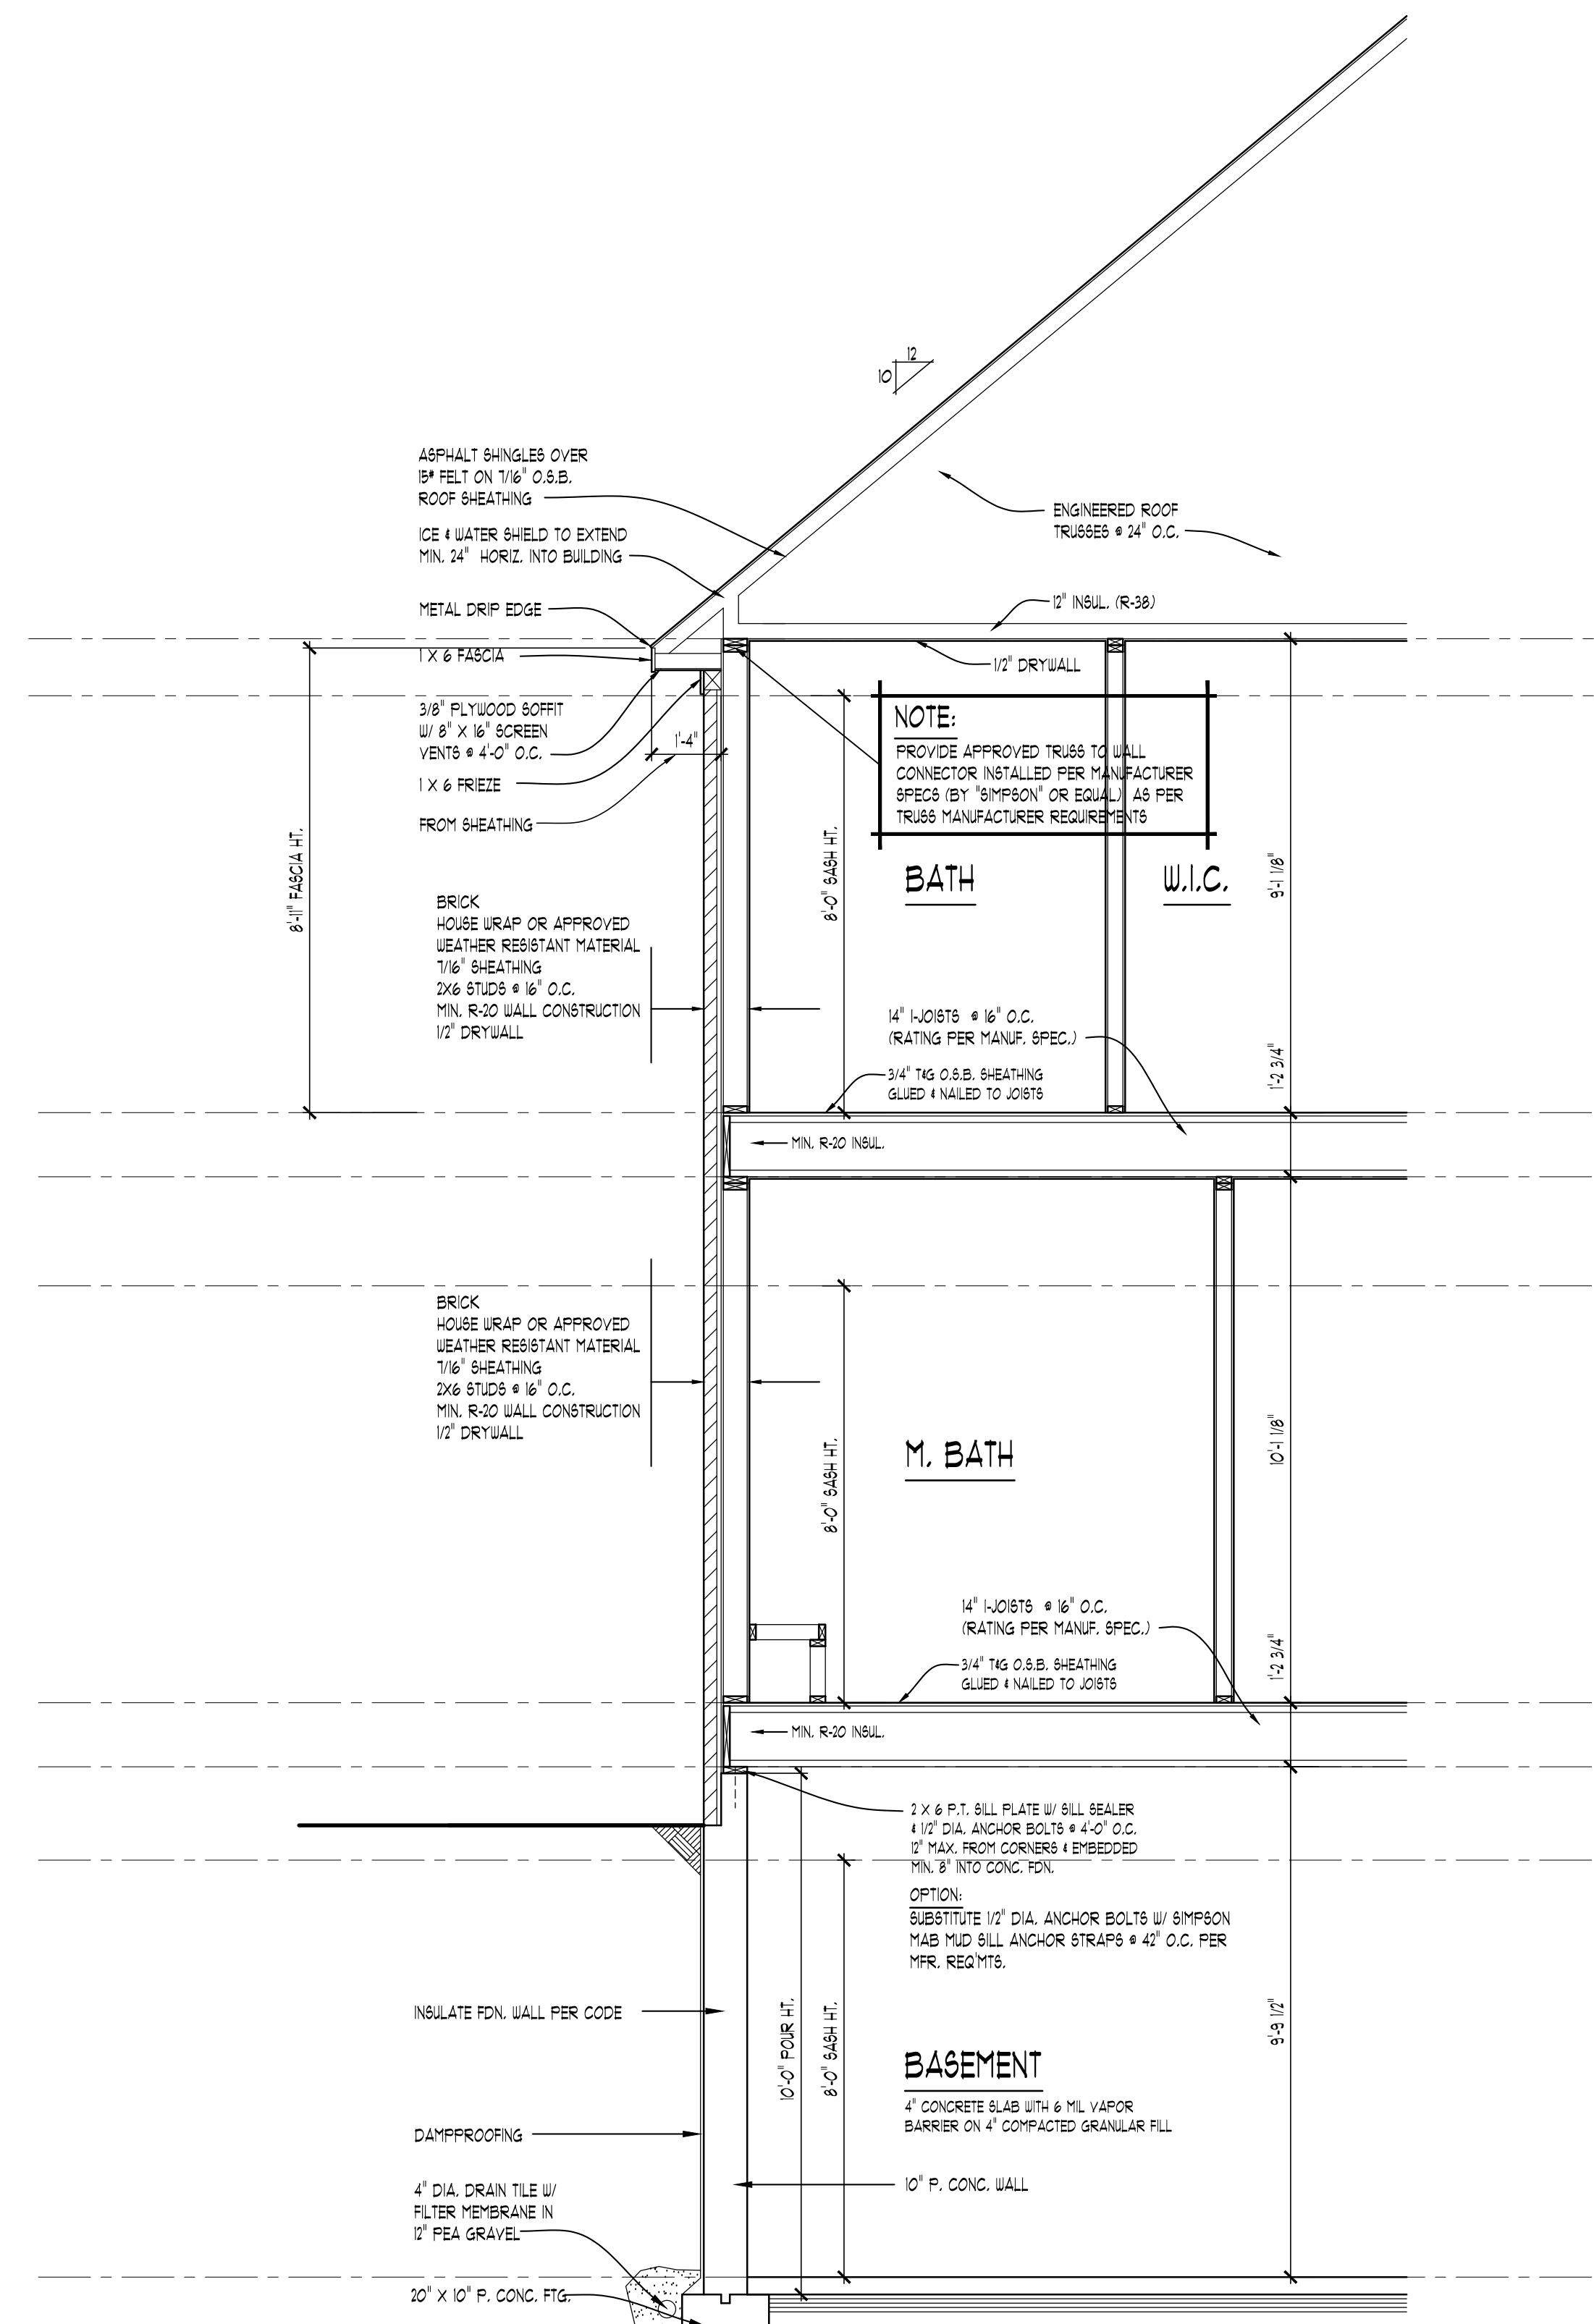 12
10
ASPHALT SHINGLES OVER
15# FELT ON 7/16" O.S.B.
ROOF SHEATHING
ICE & WATER SHIELD TO EXTEND
MIN. 24" HORIZ. INTO BUILDING
METAL DRIP EDGE
1 X 6 FASCIA
3/8" PLYWOOD SOFFIT
W/ 8" X 16" SCREEN
VENTS @ 4'-0" O.C.
1 X 6 FRIEZE
FROM SHEATHING
1'-4"
ENGINEERED ROOF
TRUSSES @ 24" O.C.
12" INSUL. (R-38)
1/2" DRYWALL
NOTE:
PROVIDE APPROVED TRUSS TO WALL
CONNECTOR INSTALLED PER MANUFACTURER
SPECS (BY "SIMPSON" OR EQUAL) AS PER
TRUSS MANUFACTURER REQUIREMENTS
8'-11" FASCIA HT.
8'-0" SASH HT.
BATH
W.I.C.
9'-1 1/8"
BRICK
HOUSE WRAP OR APPROVED
WEATHER RESISTANT MATERIAL
7/16" SHEATHING
2X6 STUDS @ 16" O.C.
MIN. R-20 WALL CONSTRUCTION
1/2" DRYWALL
14" I-JOISTS @ 16" O.C.
(RATING PER MANUF. SPEC.)
3/4" T&G O.S.B. SHEATHING
GLUED & NAILED TO JOISTS
1'-2 3/4"
MIN. R-20 INSUL.
BRICK
HOUSE WRAP OR APPROVED
WEATHER RESISTANT MATERIAL
7/16" SHEATHING
2X6 STUDS @ 16" O.C.
MIN. R-20 WALL CONSTRUCTION
1/2" DRYWALL
8'-0" SASH HT.
M. BATH
10'-1 1/8"
14" I-JOISTS @ 16" O.C.
(RATING PER MANUF. SPEC.)
3/4" T&G O.S.B. SHEATHING
GLUED & NAILED TO JOISTS
1'-2 3/4"
MIN. R-20 INSUL.
2 X 6 P.T. SILL PLATE W/ SILL SEALER
& 1/2" DIA. ANCHOR BOLTS @ 4'-0" O.C.
12" MAX. FROM CORNERS & EMBEDDED
MIN. 8" INTO CONC. FDN.
OPTION:
SUBSTITUTE 1/2" DIA. ANCHOR BOLTS W/ SIMPSON
MAB MUD SILL ANCHOR STRAPS @ 42" O.C. PER
MFR. REQ'MTS.
INSULATE FDN. WALL PER CODE
10'-0" POUR HT.
8'-0" SASH HT.
9'-9 1/2"
BASEMENT
4" CONCRETE SLAB WITH 6 MIL VAPOR
BARRIER ON 4" COMPACTED GRANULAR FILL
DAMPPROOFING
10" P. CONC. WALL
4" DIA. DRAIN TILE W/
FILTER MEMBRANE IN
12" PEA GRAVEL
20" X 10" P. CONC. FTG.